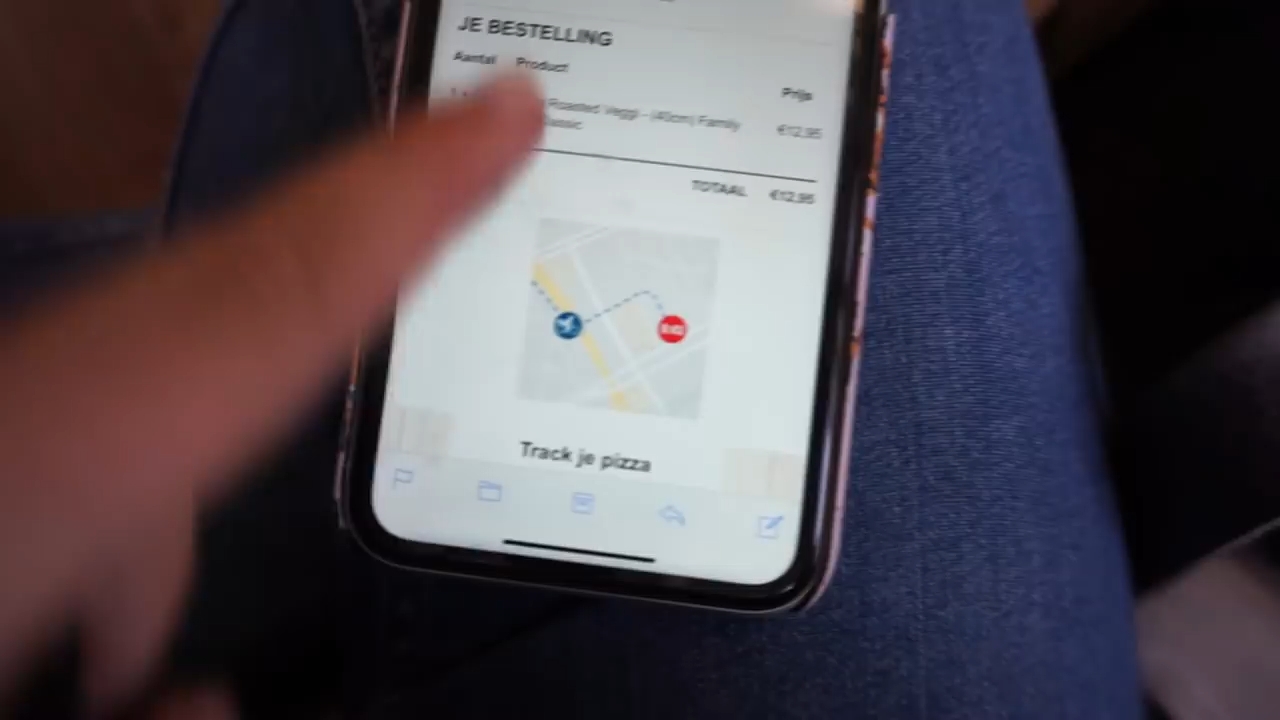 JE BESTELLING
Aantal Product Prijs
Roasted Veggi - (40cm) Family €12,95
TOTAAL €12,95
Track je pizza